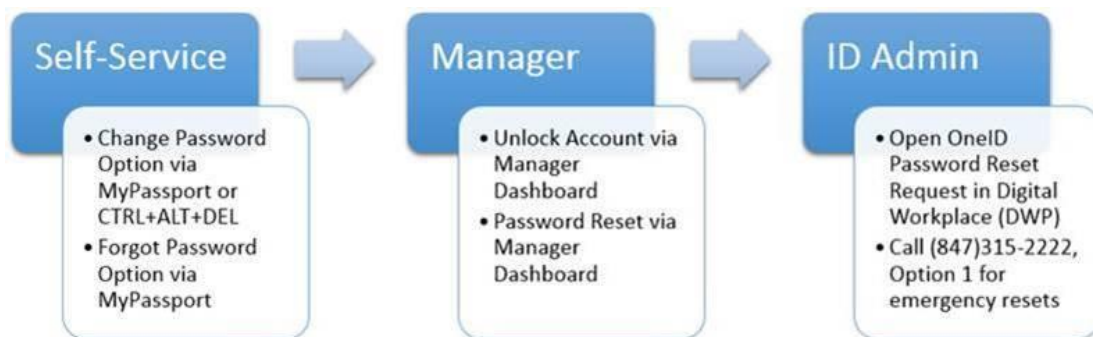 Self-Service
• Change Password
Option via
MyPassport or
CTRL+ALT+DEL
• Forgot Password
Option via
MyPassport
Manager
• Unlock Account via
Manager
Dashboard
• Password Reset via
Manager
Dashboard
ID Admin
• Open OneID
Password Reset
Request in Digital
Workplace (DWP)
• Call (847)315-2222,
Option 1 for
emergency resets